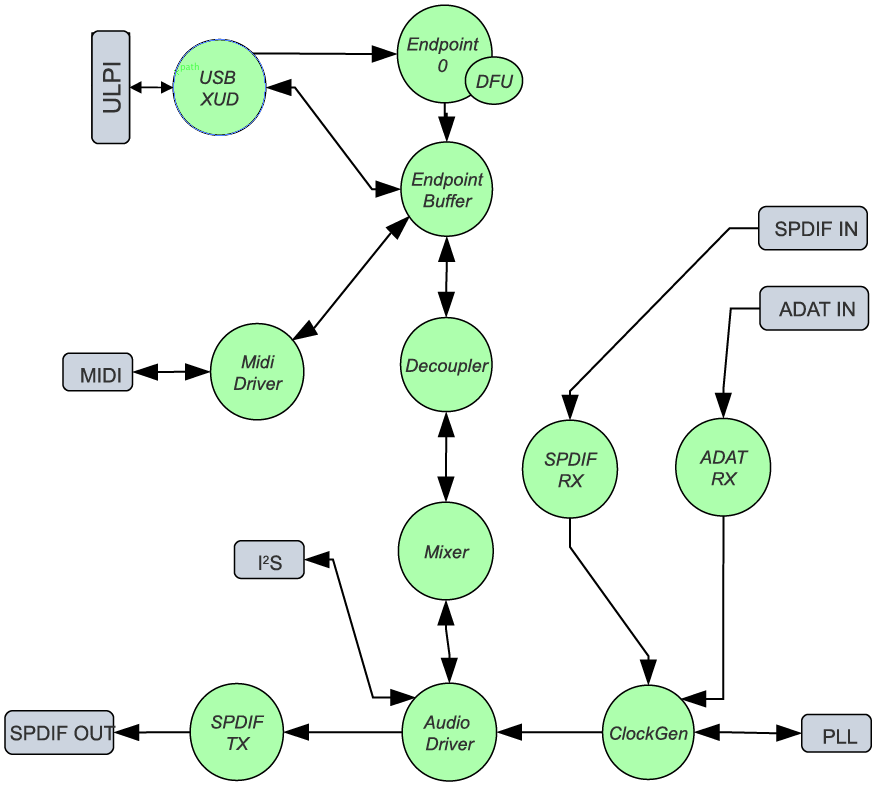 ULPI
path
USB
XUD
Endpoint
0
DFU
Endpoint
Buffer
SPDIF IN
ADAT IN
MIDI
Midi
Driver
Decoupler
SPDIF
RX
ADAT
RX
I²S
Mixer
SPDIF OUT
SPDIF
TX
Audio
Driver
ClockGen
PLL